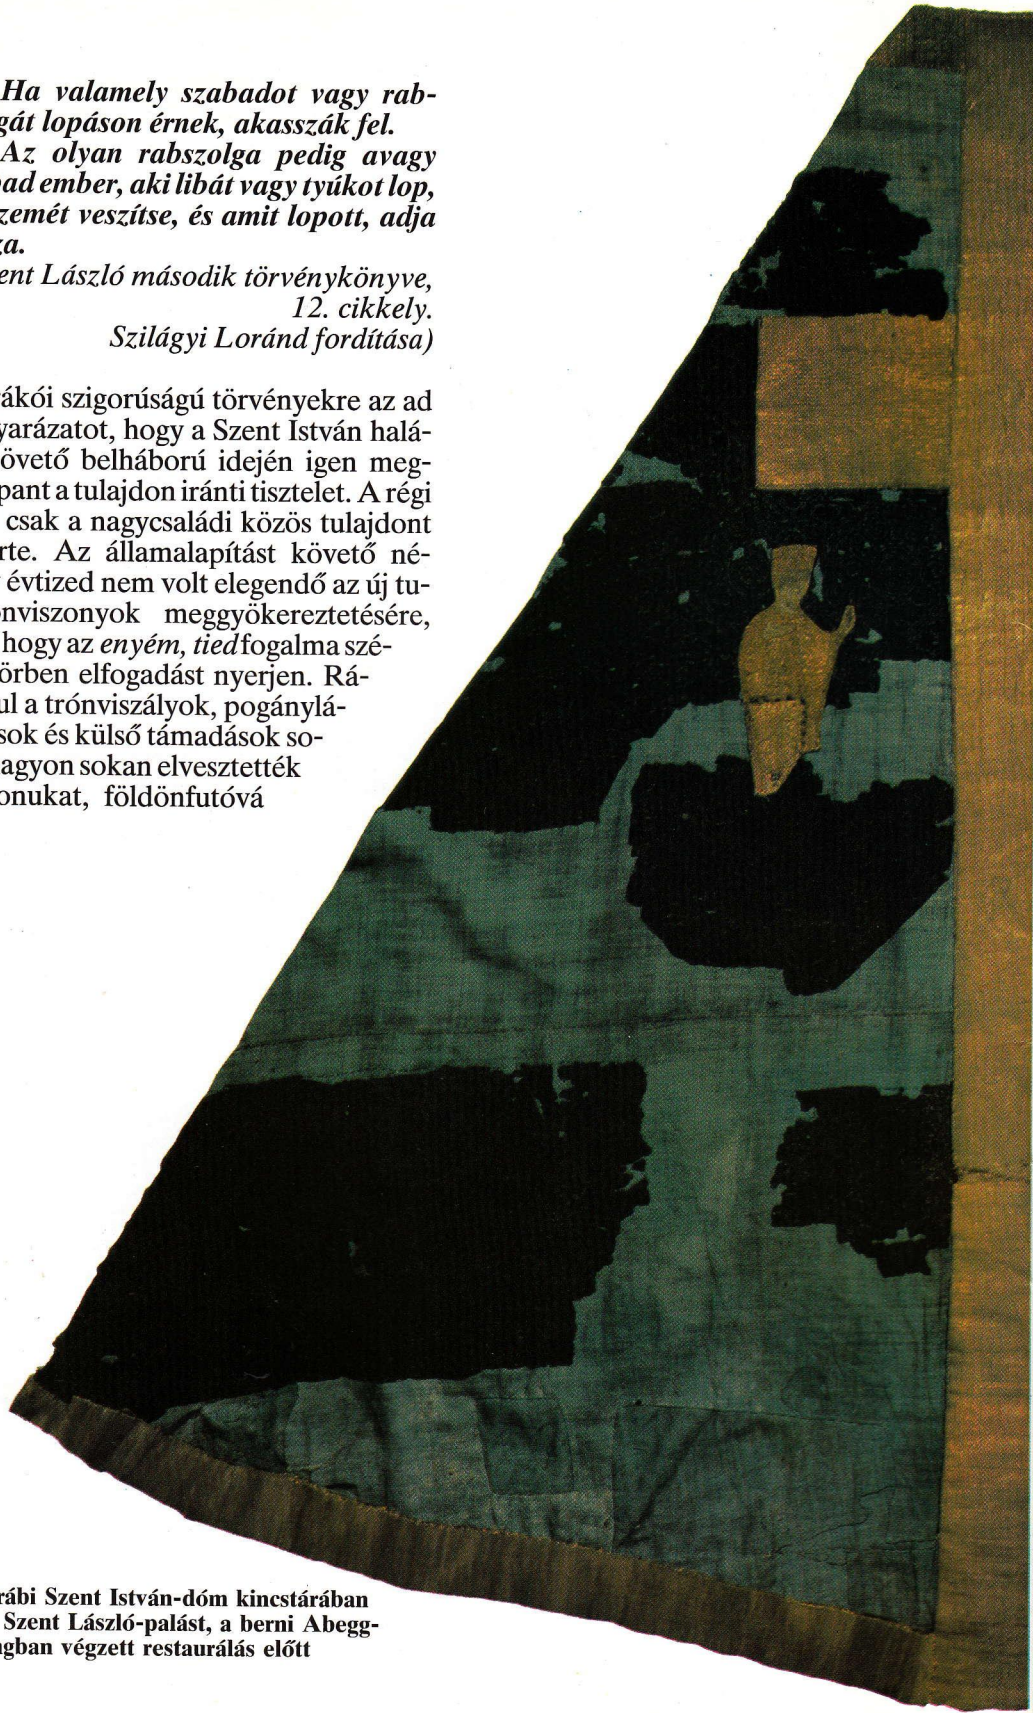 Ha valamely szabadot vagy rab-
gát lopáson érnek, akasszák fel.
Az olyan rabszolga pedig avagy
ad ember, aki libát vagy tyúkot lop,
zemét veszítse, és amit lopott, adja
za.
ent László második törvénykönyve,
12. cikkely.
Szilágyi Loránd fordítása)
ákói szigorúságú törvényekre az ad
yarázatot, hogy a Szent István halá-
övető belháború idején igen meg-
pant a tulajdon iránti tisztelet. A régi
csak a nagycsaládi közös tulajdont
rte. Az államalapítást követő né-
évtized nem volt elegendő az új tu-
onviszonyok meggyökereztetésére,
hogy az enyém, tied fogalma szé-
örben elfogadást nyerjen. Rá-
ul a trónviszályok, pogánylá-
sok és külső támadások so-
agyon sokan elvesztették
onukat, földönfutóvá
rábi Szent István-dóm kincstárában
Szent László-palást, a berni Abegg-
ngban végzett restaurálás előtt